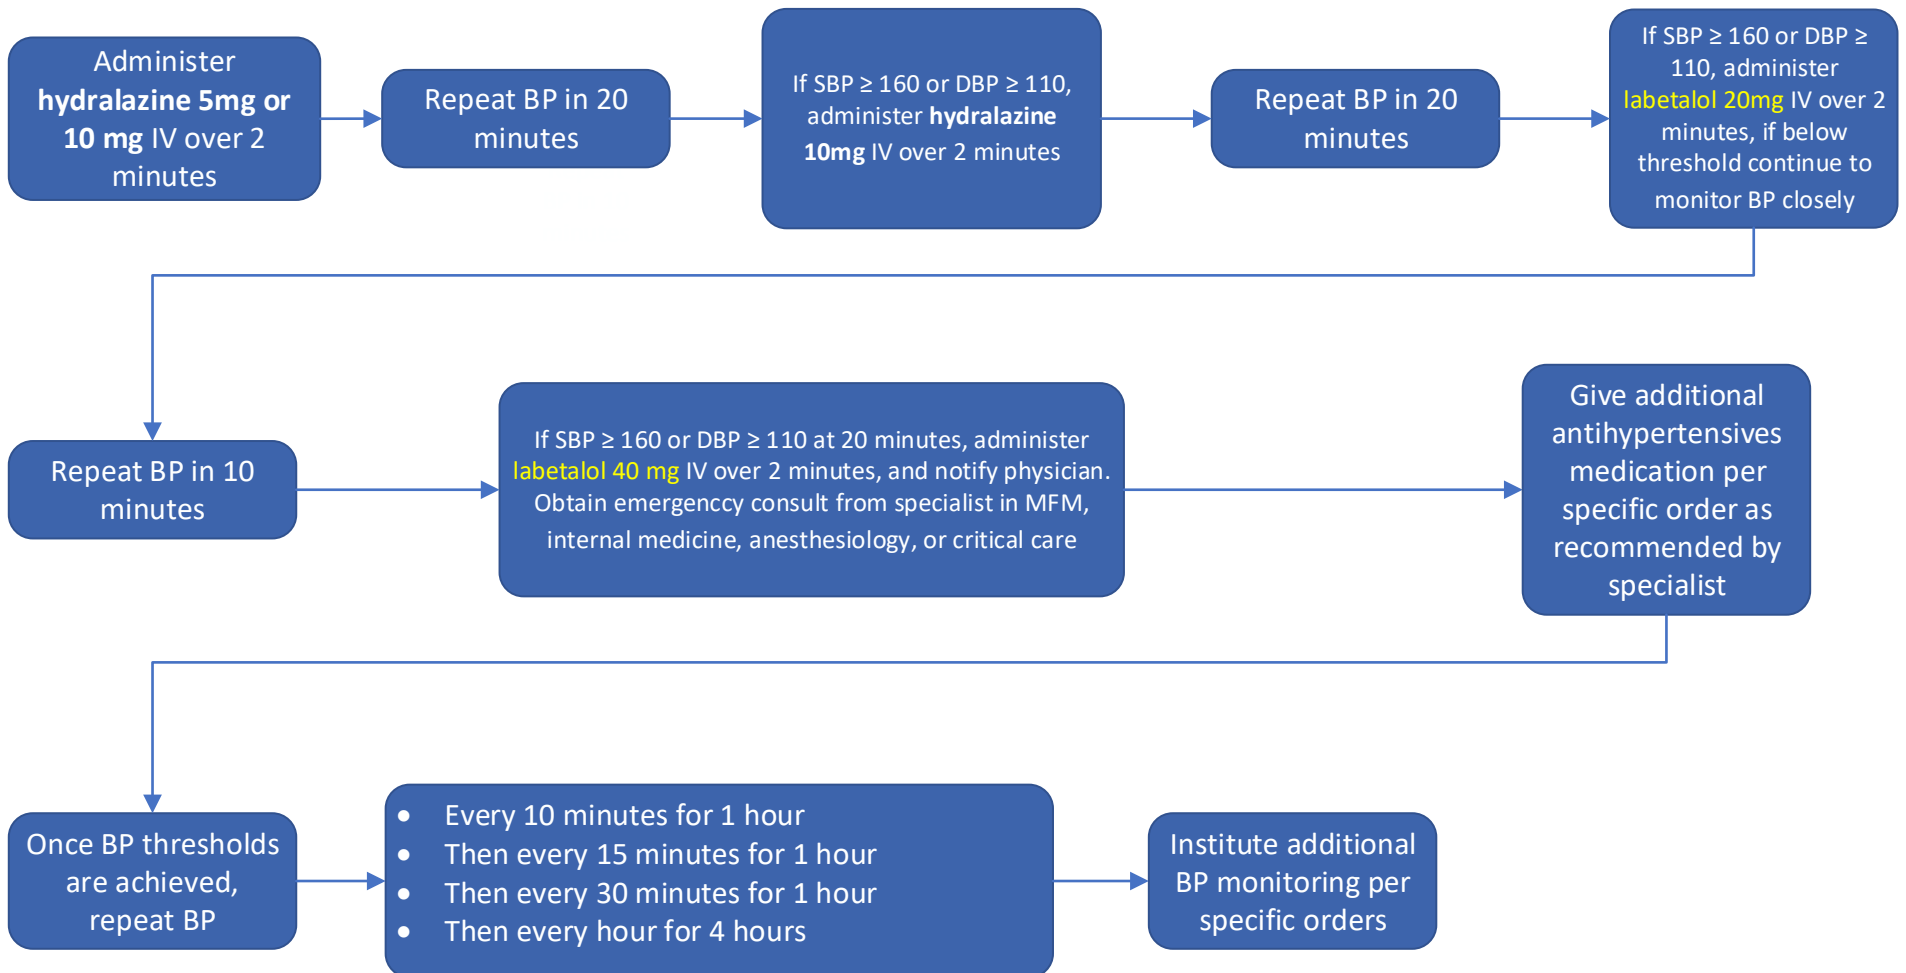 Administer
hydralazine 5mg or
10 mg IV over 2
minutes
Repeat BP in 20
minutes
If SBP ≥ 160 or DBP ≥ 110,
administer hydralazine
10mg IV over 2 minutes
Repeat BP in 20
minutes
If SBP ≥ 160 or DBP ≥
110, administer
labetalol 20mg IV over 2
minutes, if below
threshold continue to
monitor BP closely
Repeat BP in 10
minutes
If SBP ≥ 160 or DBP ≥ 110 at 20 minutes, administer
labetalol 40 mg IV over 2 minutes, and notify physician.
Obtain emergenccy consult from specialist in MFM,
internal medicine, anesthesiology, or critical care
Give additional
antihypertensives
medication per
specific order as
recommended by
specialist
Once BP thresholds
are achieved,
repeat BP
• Every 10 minutes for 1 hour
• Then every 15 minutes for 1 hour
• Then every 30 minutes for 1 hour
• Then every hour for 4 hours
Institute additional
BP monitoring per
specific orders